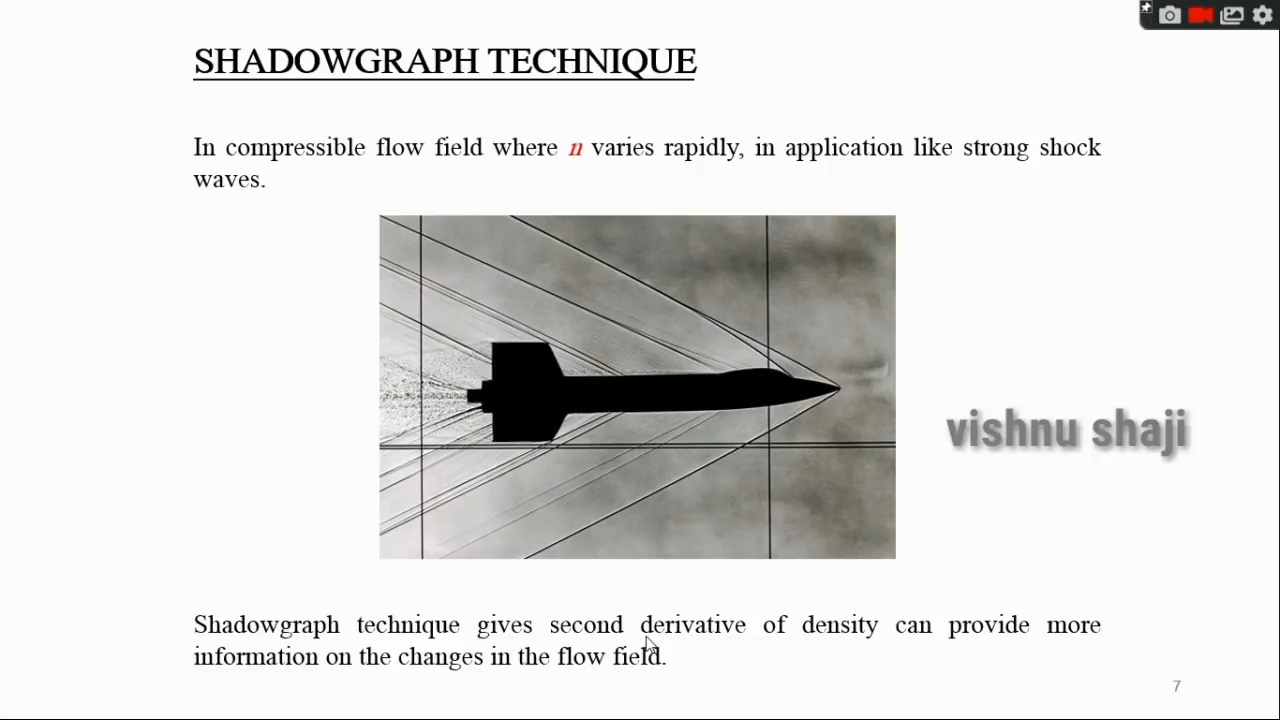 SHADOWGRAPH TECHNIQUE
In compressible flow field where n varies rapidly, in application like strong shock
waves.
vishnu shaji
Shadowgraph technique gives second derivative of density can provide more
information on the changes in the flow field.
7